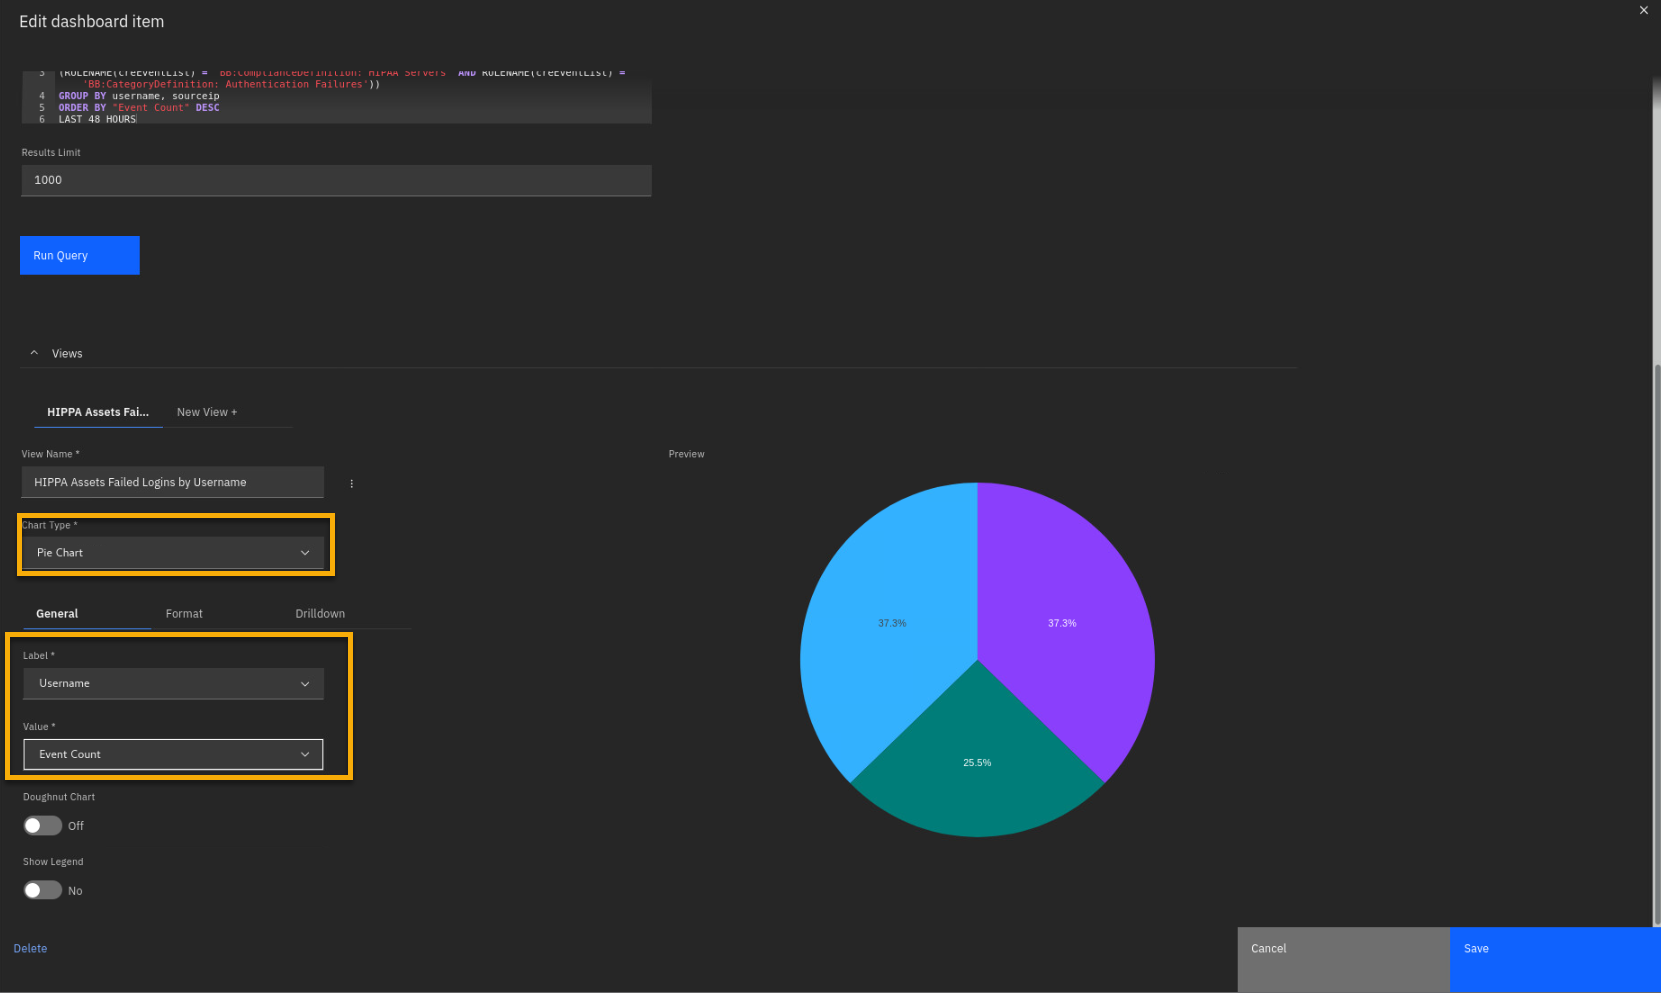 Edit dashboard item
3 (RULENAME(creEventList) = 'BB:ComplianceDefinition: HIPAA Servers' AND RULENAME(creEventList) =
'BB:CategoryDefinition: Authentication Failures'))
4 GROUP BY username, sourceip
5 ORDER BY "Event Count" DESC
6 LAST 48 HOURS
Results Limit
1000
Run Query
Views
HIPPA Assets Fai...
New View +
View Name *
Preview
HIPPA Assets Failed Logins by Username
Chart Type *
Pie Chart
General
Format
Drilldown
Label *
Username
Value *
Event Count
Doughnut Chart
Off
Show Legend
No
37.3%
37.3%
25.5%
Delete
Cancel
Save